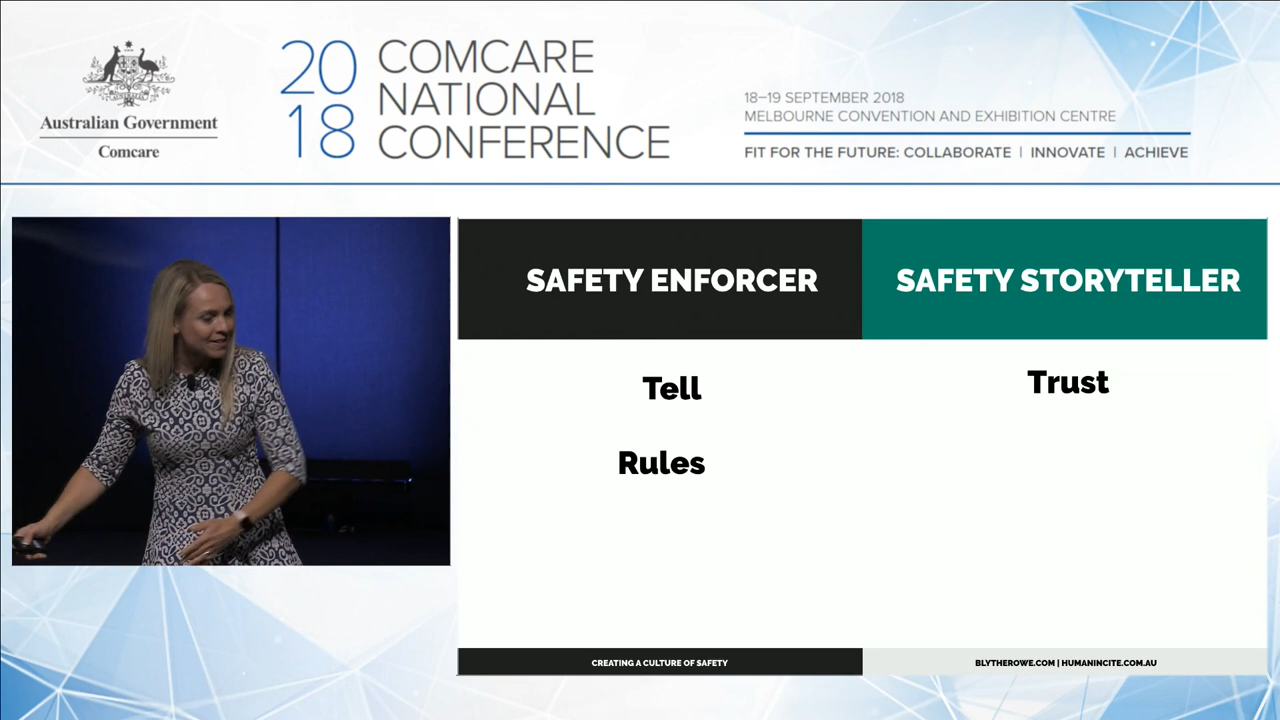 Australian Government
Comcare
20
18
COMCARE
NATIONAL
CONFERENCE
18–19 SEPTEMBER 2018
MELBOURNE CONVENTION AND EXHIBITION CENTRE
FIT FOR THE FUTURE: COLLABORATE | INNOVATE | ACHIEVE
SAFETY ENFORCER
SAFETY STORYTELLER
Tell
Trust
Rules
CREATING A CULTURE OF SAFETY
BLYTHEROWE.COM | HUMANINCITE.COM.AU